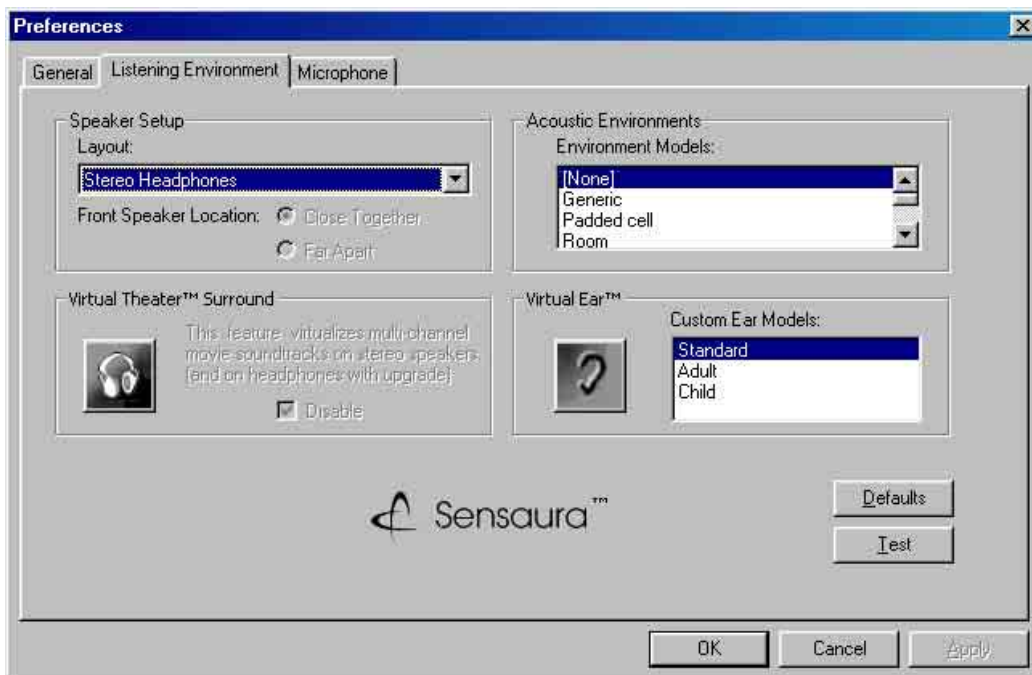 Preferences
General
Listening Environment
Microphone
Speaker Setup
Layout:
Stereo Headphones
Front Speaker Location:
Close Together
Far Apart
Acoustic Environments
Environment Models:
[None]
Generic
Padded cell
Room
Virtual Theater™ Surround
This feature virtualizes multi-channel
movie soundtracks on stereo speakers
(and on headphones with upgrade)
Disable
Virtual Ear™
Custom Ear Models:
Standard
Adult
Child
Sensaura™
Defaults
Test
OK
Cancel
Apply